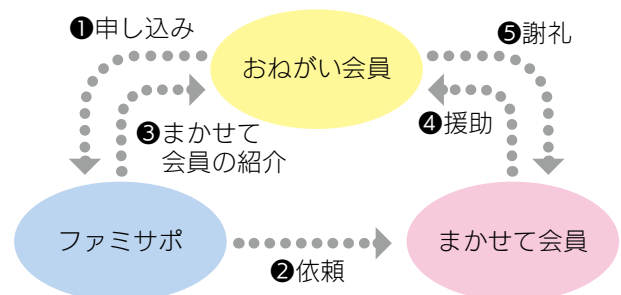 ❶申し込み
おねがい会員
❺謝礼
❸まかせて
会員の紹介
❹援助
ファミサポ
まかせて会員
❷依頼